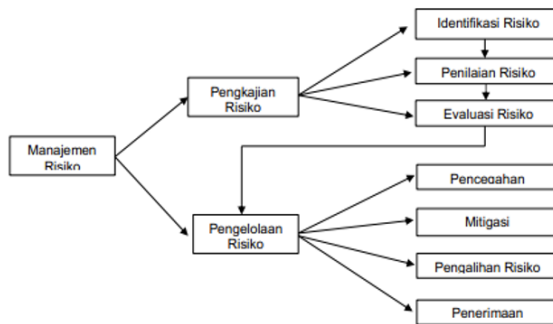 Identifikasi Risiko
Penilaian Risiko
Evaluasi Risiko
Pengkajian
Risiko
Manajemen
Risiko
Pengelolaan
Risiko
Pencegahan
Mitigasi
Pengalihan Risiko
Penerimaan